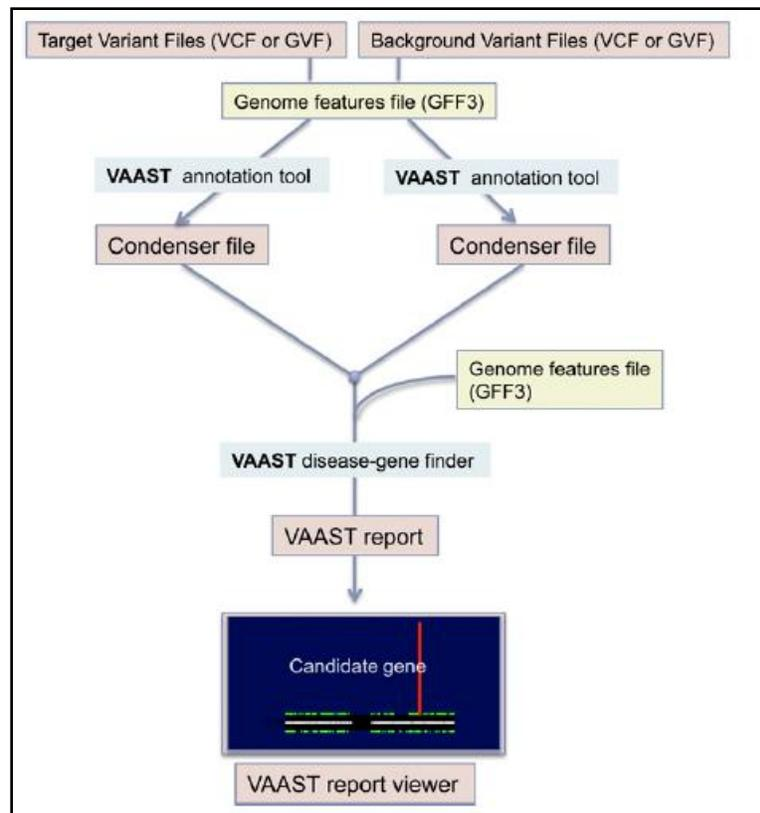 Target Variant Files (VCF or GVF)
Background Variant Files (VCF or GVF)
Genome features file (GFF3)
VAAST annotation tool
VAAST annotation tool
Condenser file
Condenser file
Genome features file
(GFF3)
VAAST disease-gene finder
VAAST report
Candidate gene
VAAST report viewer